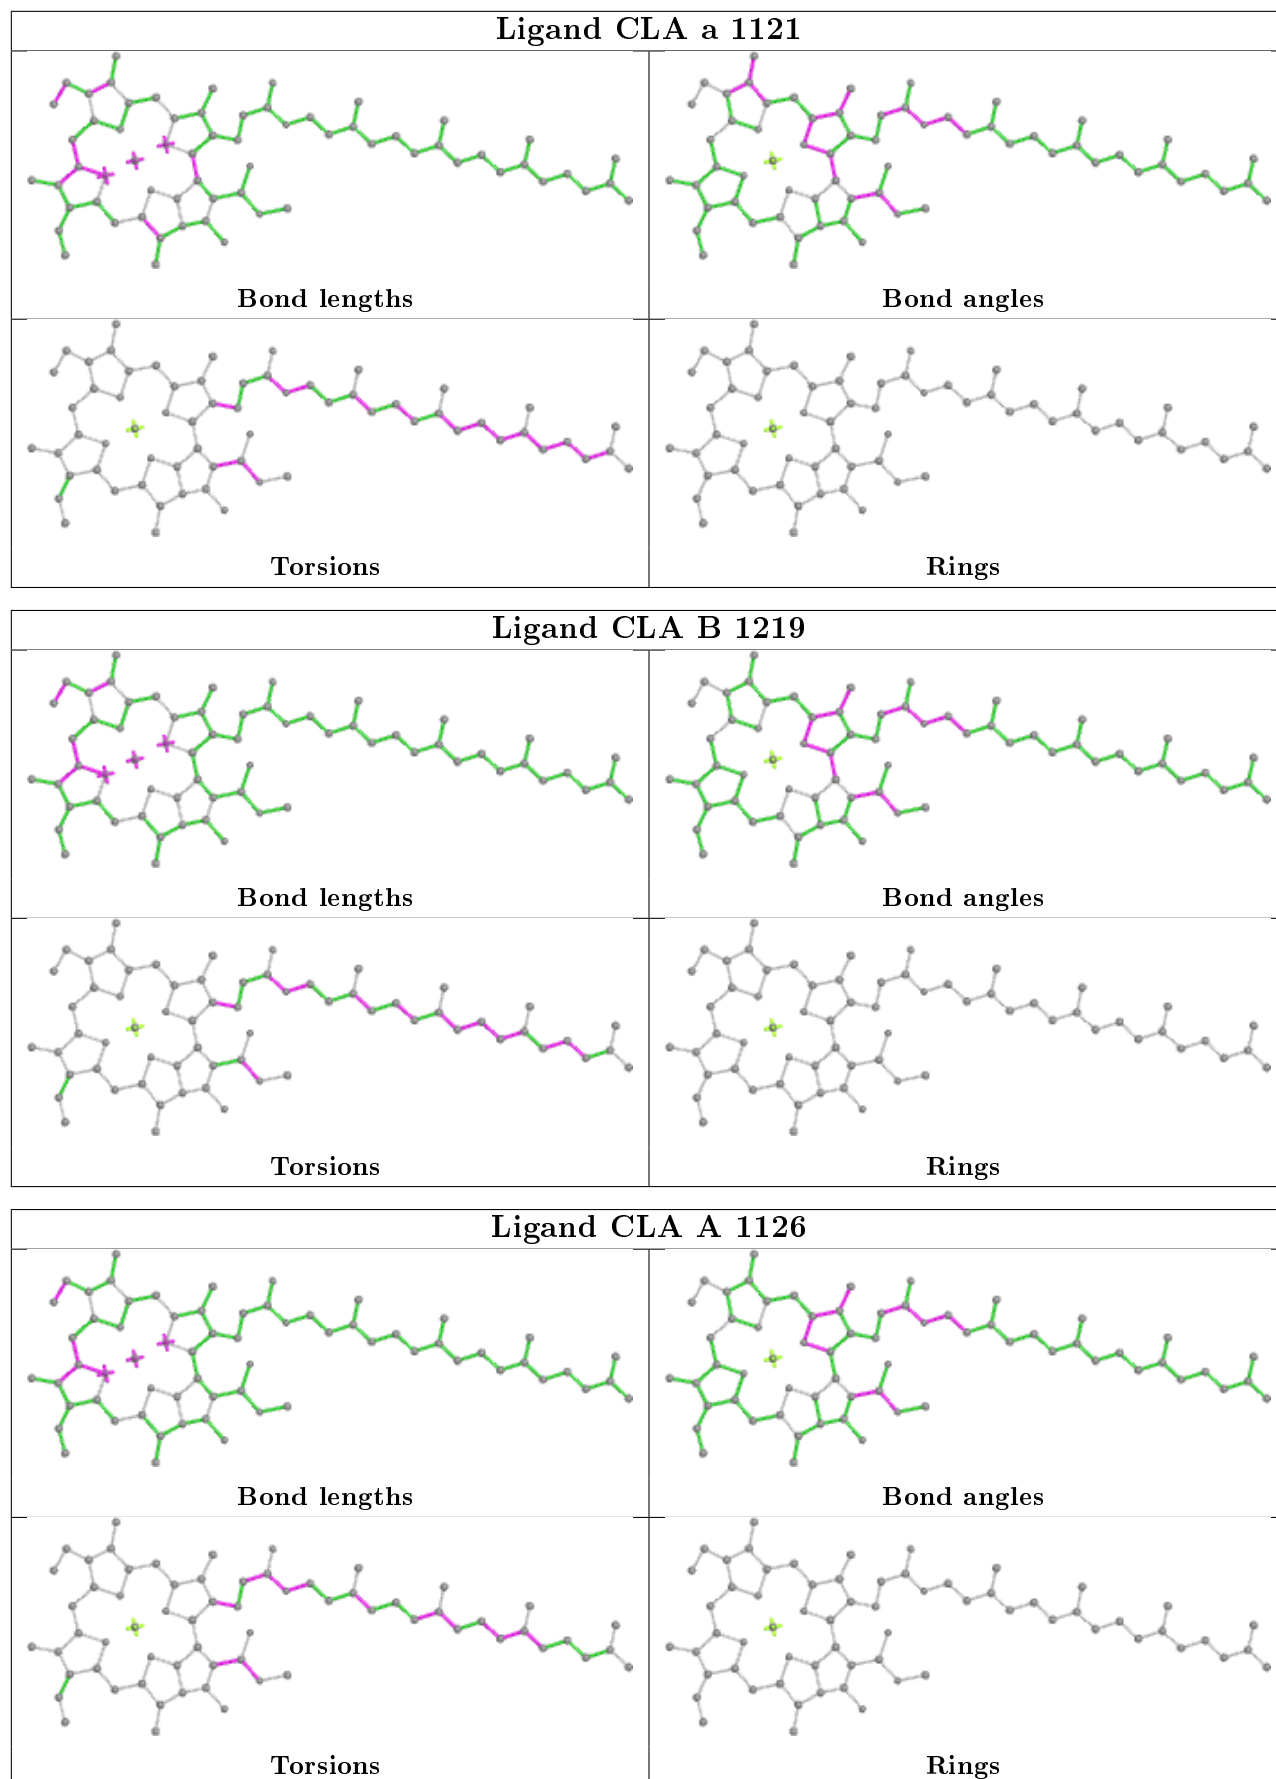 Ligand CLA a 1121
Bond lengths
Bond angles
Torsions
Rings
Ligand CLA B 1219
Bond lengths
Bond angles
Torsions
Rings
Ligand CLA A 1126
Bond lengths
Bond angles
Torsions
Rings